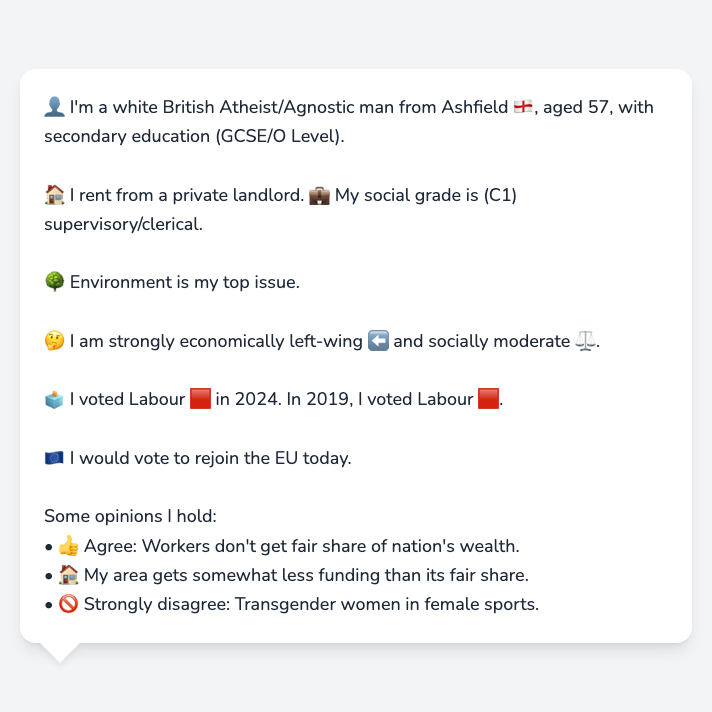 👤 I'm a white British Atheist/Agnostic man from Ashfield 🏴󠁧󠁢󠁥󠁮󠁧󠁿, aged 57, with
secondary education (GCSE/O Level).
🏠 I rent from a private landlord. 💼 My social grade is (C1)
supervisory/clerical.
🌳 Environment is my top issue.
🤔 I am strongly economically left-wing ⬅️ and socially moderate ⚖️.
🗳️ I voted Labour 🟥 in 2024. In 2019, I voted Labour 🟥.
🇪🇺 I would vote to rejoin the EU today.
Some opinions I hold:
• 👍 Agree: Workers don't get fair share of nation's wealth.
• 🏠 My area gets somewhat less funding than its fair share.
• 🚫 Strongly disagree: Transgender women in female sports.